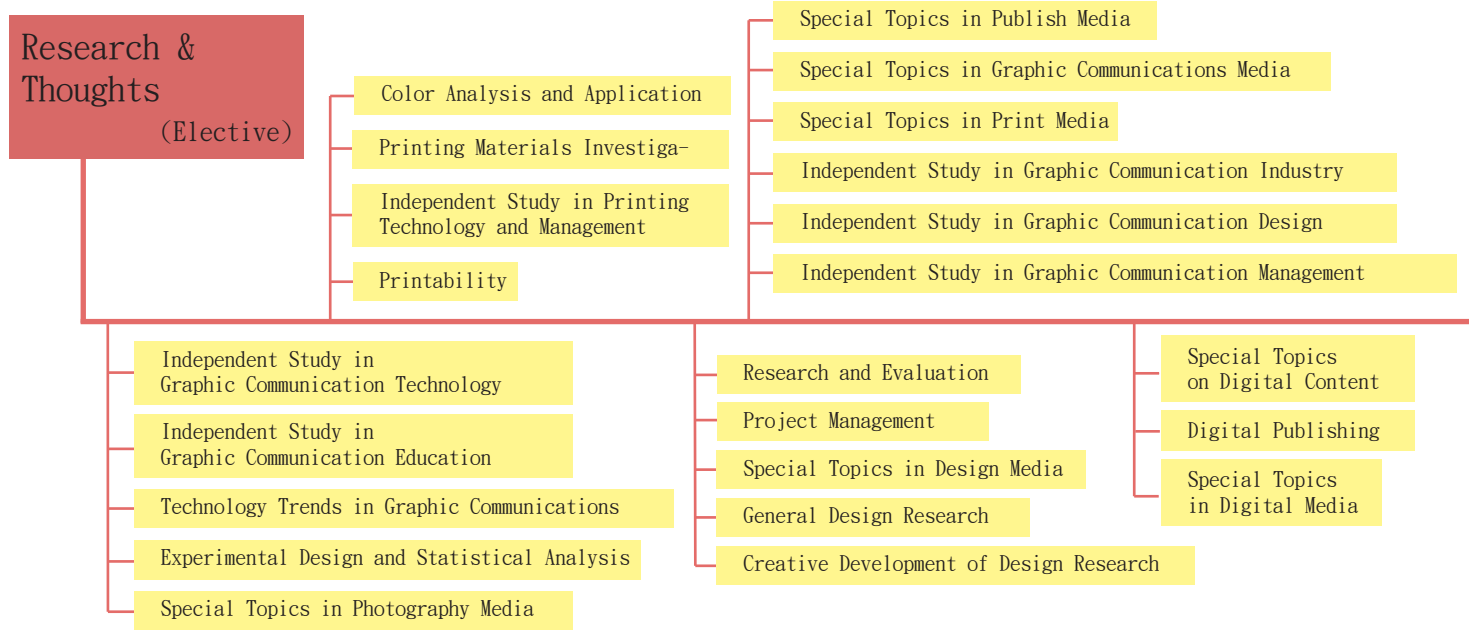 Research &
Thoughts
(Elective)
Color Analysis and Application
Printing Materials Investiga-
Independent Study in Printing
Technology and Management
Printability
Special Topics in Publish Media
Special Topics in Graphic Communications Media
Special Topics in Print Media
Independent Study in Graphic Communication Industry
Independent Study in Graphic Communication Design
Independent Study in Graphic Communication Management
Independent Study in
Graphic Communication Technology
Independent Study in
Graphic Communication Education
Technology Trends in Graphic Communications
Experimental Design and Statistical Analysis
Special Topics in Photography Media
Research and Evaluation
Project Management
Special Topics in Design Media
General Design Research
Creative Development of Design Research
Special Topics
on Digital Content
Digital Publishing
Special Topics
in Digital Media